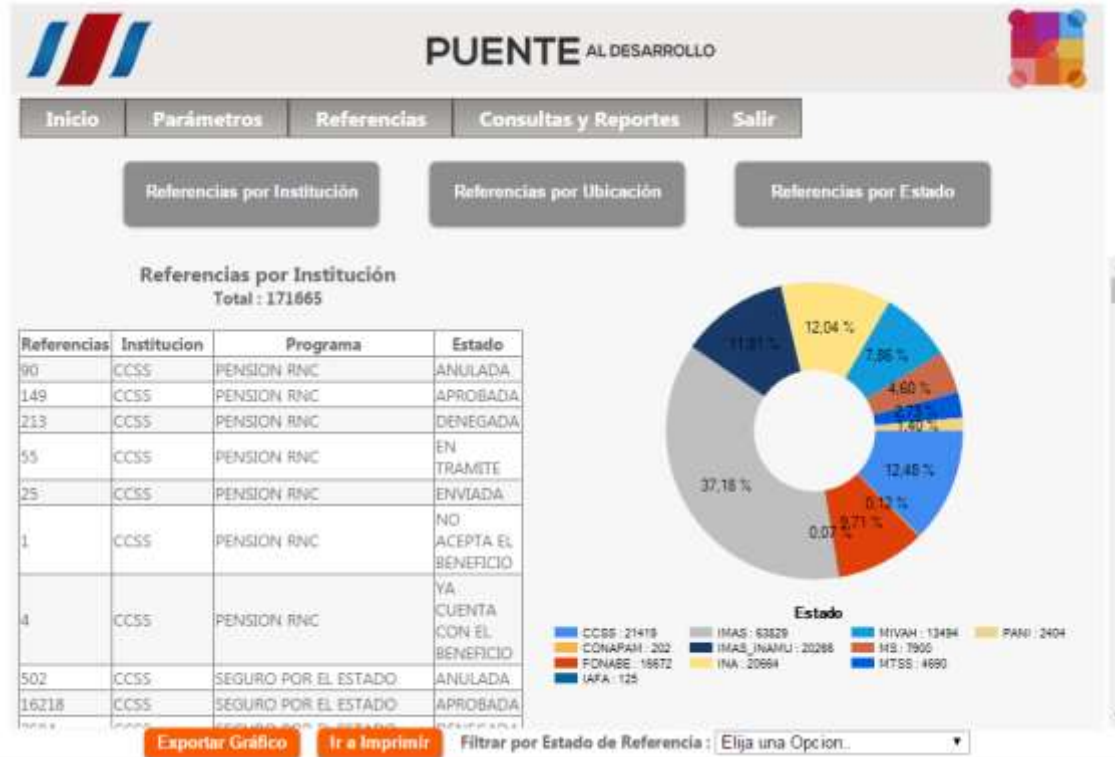 PUENTE AL DESARROLLO
Inicio Parámetros Referencias Consultas y Reportes Salir
Referencias por Institución Referencias por Ubicación Referencias por Estado
Referencias por Institución
Total : 171665
Referencias Institucion Programa Estado
90 CCSS PENSION RNC ANULADA
149 CCSS PENSION RNC APROBADA
213 CCSS PENSION RNC DENEGADA
55 CCSS PENSION RNC EN
TRAMITE
25 CCSS PENSION RNC ENVIADA
1 CCSS PENSION RNC NO
ACEPTA EL
BENEFICIO
4 CCSS PENSION RNC YA
CUENTA
CON EL
BENEFICIO
502 CCSS SEGURO POR EL ESTADO ANULADA
16218 CCSS SEGURO POR EL ESTADO APROBADA
12,04 %
7,86 %
4,60 %
2,73 %
1,40 %
12,48 %
0,12 %
9,71 %
0,07 %
37,18 %
Estado
CCSS : 21419 IMAS : 63829 MIVAH : 13494 PANI : 2404
CONAPAM : 202 IMAS_INAMU : 20266 MS : 7900
FONABE : 16672 INA : 20664 MTSS : 4690
IAFA : 125
Exportar Gráfico Ir a Imprimir Filtrar por Estado de Referencia : Elija una Opcion..